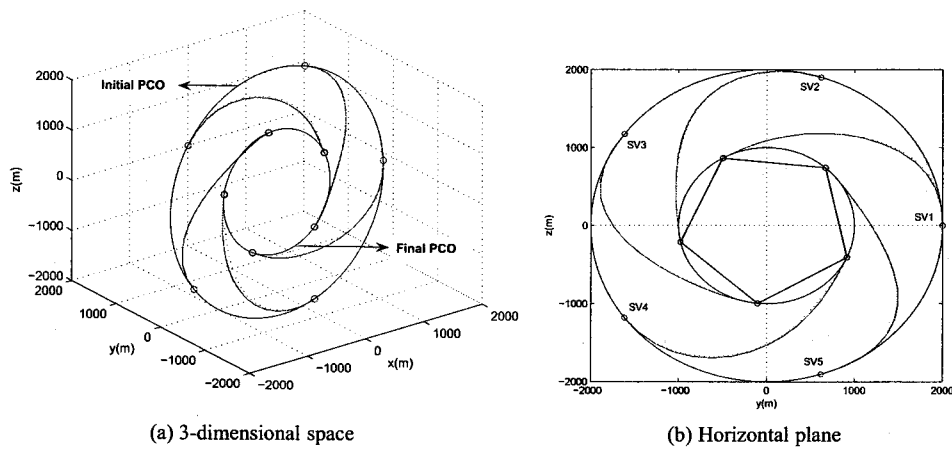 Initial PCO
Final PCO
2000
1000
0
−1000
−2000
z(m)
2000
1000
0
−1000
−2000
y(m)
−2000
−1000
0
1000
2000
x(m)
(a) 3-dimensional space
2000
1000
0
−1000
−2000
z(m)
SV2
SV3
SV1
SV4
SV5
−2000
−1000
0
1000
2000
y(m)
(b) Horizontal plane